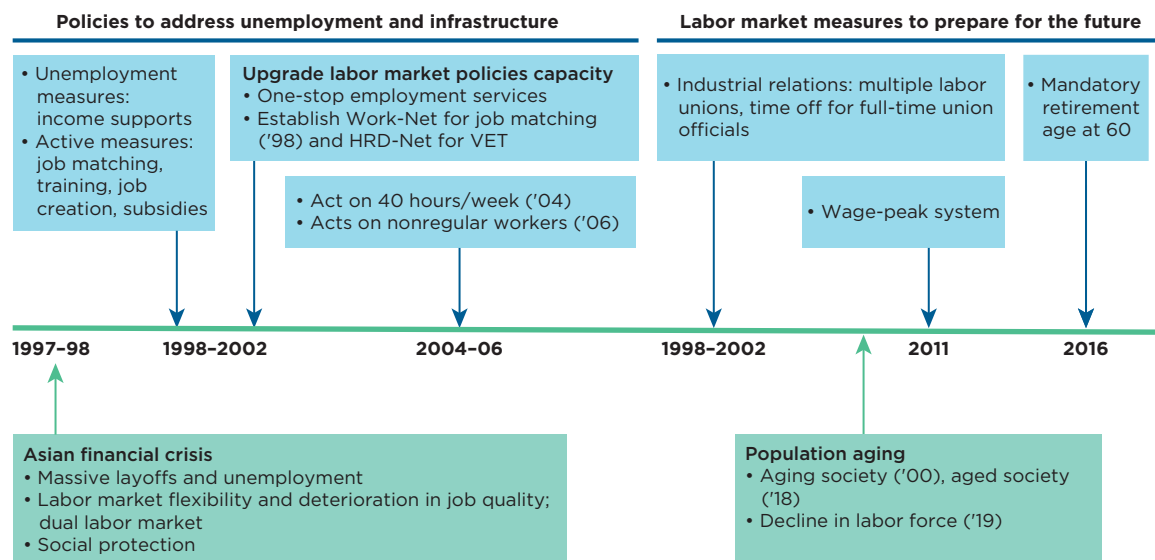 Policies to address unemployment and infrastructure
• Unemployment
measures:
income supports
• Active measures:
job matching,
training, job
creation, subsidies
Upgrade labor market policies capacity
• One-stop employment services
• Establish Work-Net for job matching
('98) and HRD-Net for VET
• Act on 40 hours/week ('04)
• Acts on nonregular workers ('06)
Labor market measures to prepare for the future
• Industrial relations: multiple labor
unions, time off for full-time union
officials
• Mandatory
retirement
age at 60
• Wage-peak system
1997–98
1998–2002
2004–06
1998–2002
2011
2016
Asian financial crisis
• Massive layoffs and unemployment
• Labor market flexibility and deterioration in job quality;
dual labor market
• Social protection
Population aging
• Aging society ('00), aged society
('18)
• Decline in labor force ('19)